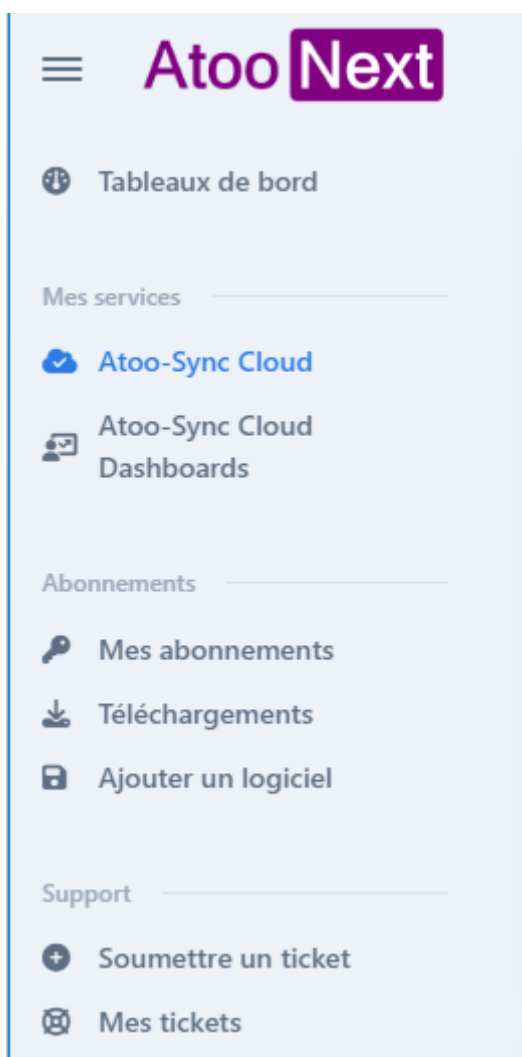 Atoo Next
Tableaux de bord
Mes services
Atoo-Sync Cloud
Atoo-Sync Cloud
Dashboards
Abonnements
Mes abonnements
Téléchargements
Ajouter un logiciel
Support
Soumettre un ticket
Mes tickets